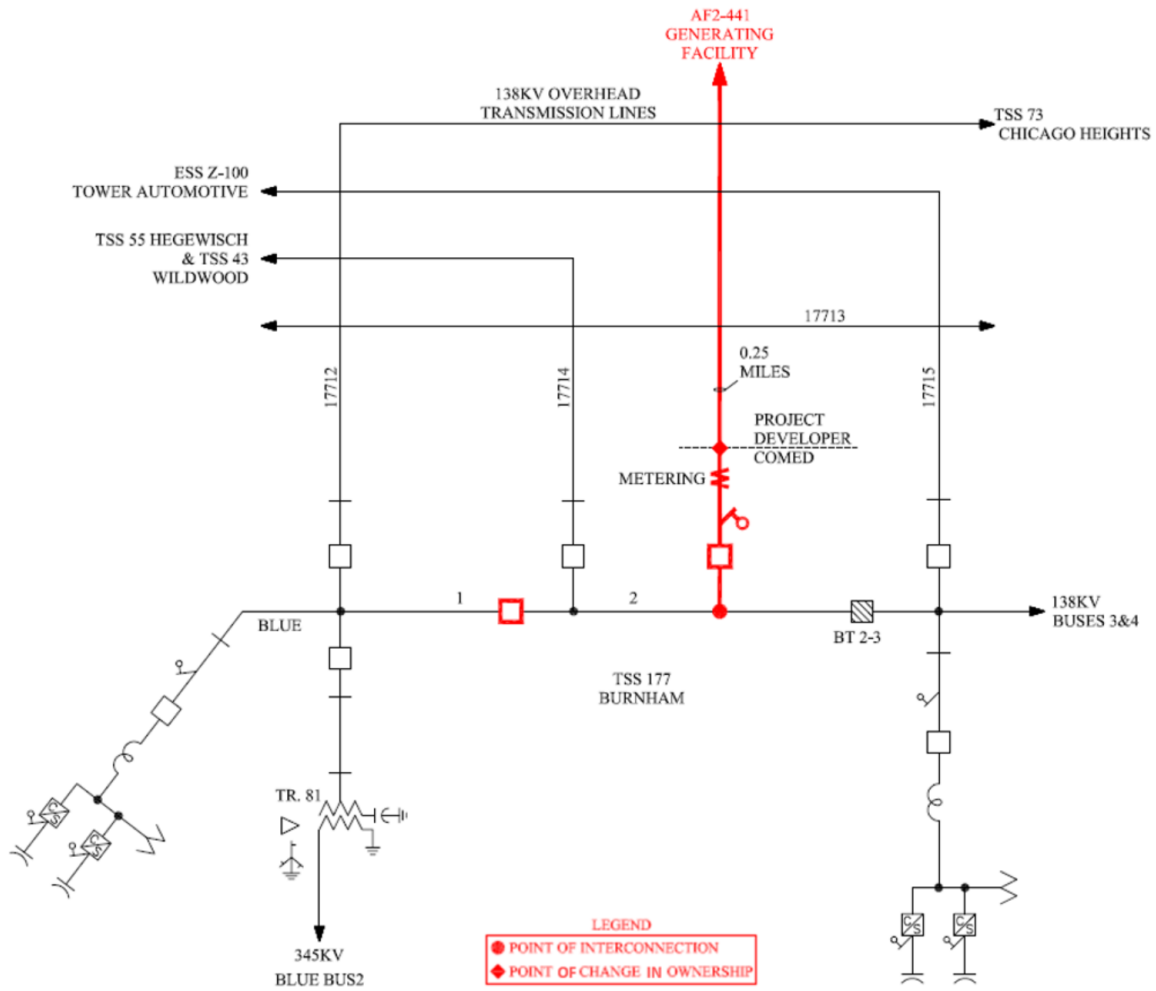 AF2-441
GENERATING
FACILITY
138KV OVERHEAD
TRANSMISSION LINES
TSS 73
CHICAGO HEIGHTS
ESS Z-100
TOWER AUTOMOTIVE
TSS 55 HEGEWISCH
& TSS 43
WILDWOOD
17713
0.25
MILES
17712
17714
17715
PROJECT
DEVELOPER
COMED
METERING
1
2
BLUE
BT 2-3
138KV
BUSES 3&4
TSS 177
BURNHAM
TR. 81
C/S
C/S
C/S
C/S
345KV
BLUE BUS2
LEGEND
POINT OF INTERCONNECTION
POINT OF CHANGE IN OWNERSHIP